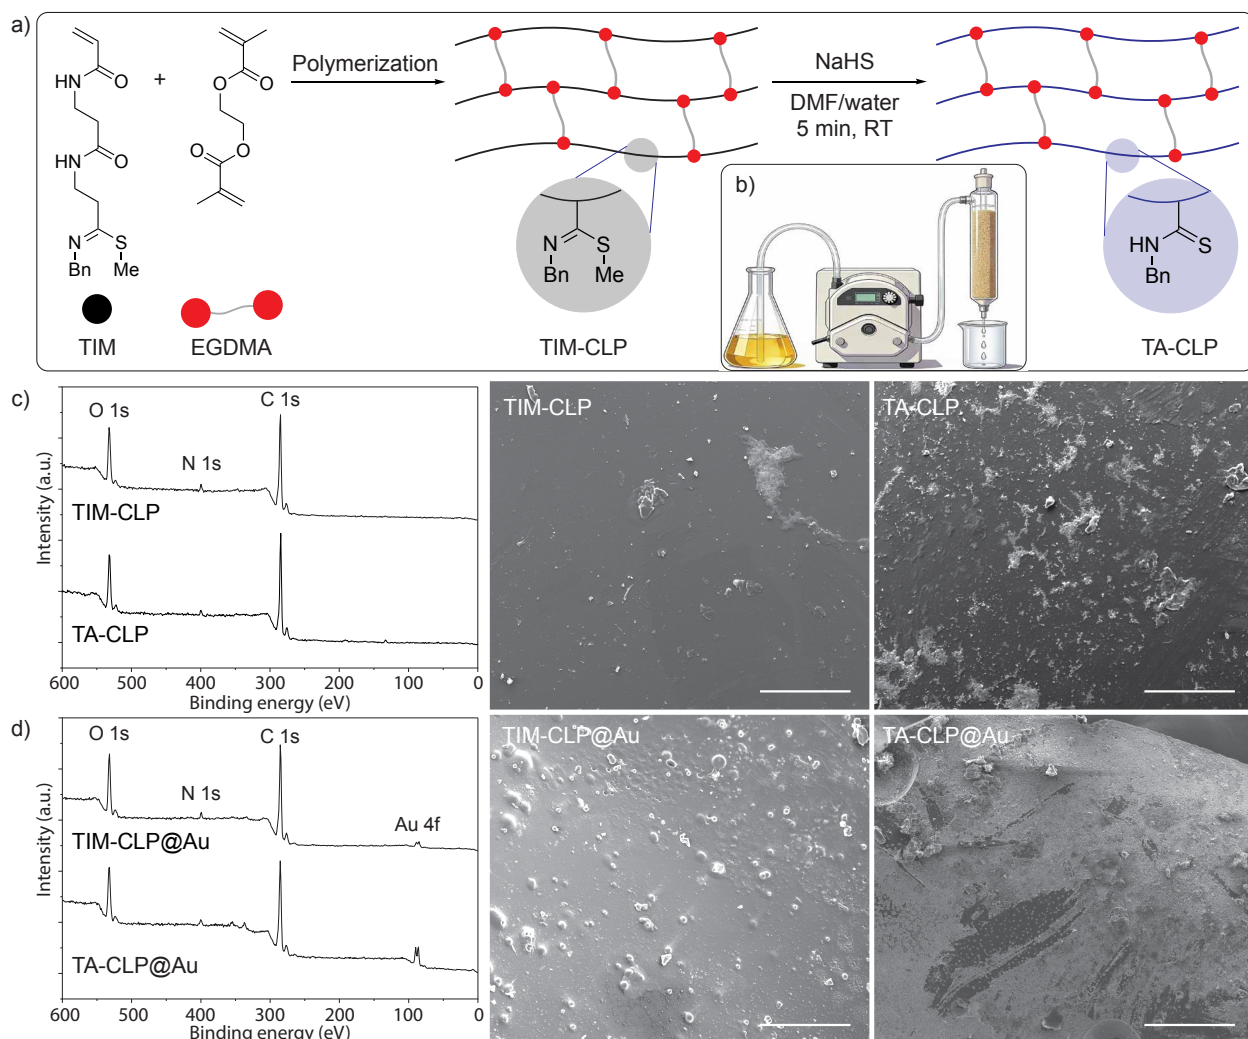 a)
O
HN
O
HN
N
S
Bn
Me
TIM
+
O
O
O
O
EGDMA
Polymerization
N
S
Bn
Me
TIM-CLP
NaHS
DMF/water
5 min, RT
HN
S
Bn
TA-CLP
b)
c)
O 1s
N 1s
C 1s
TIM-CLP
TA-CLP
Intensity (a.u.)
600 500 400 300 200 100 0
Binding energy (eV)
TIM-CLP
TA-CLP
d)
O 1s
N 1s
C 1s
Au 4f
TIM-CLP@Au
TA-CLP@Au
Intensity (a.u.)
600 500 400 300 200 100 0
Binding energy (eV)
TIM-CLP@Au
TA-CLP@Au